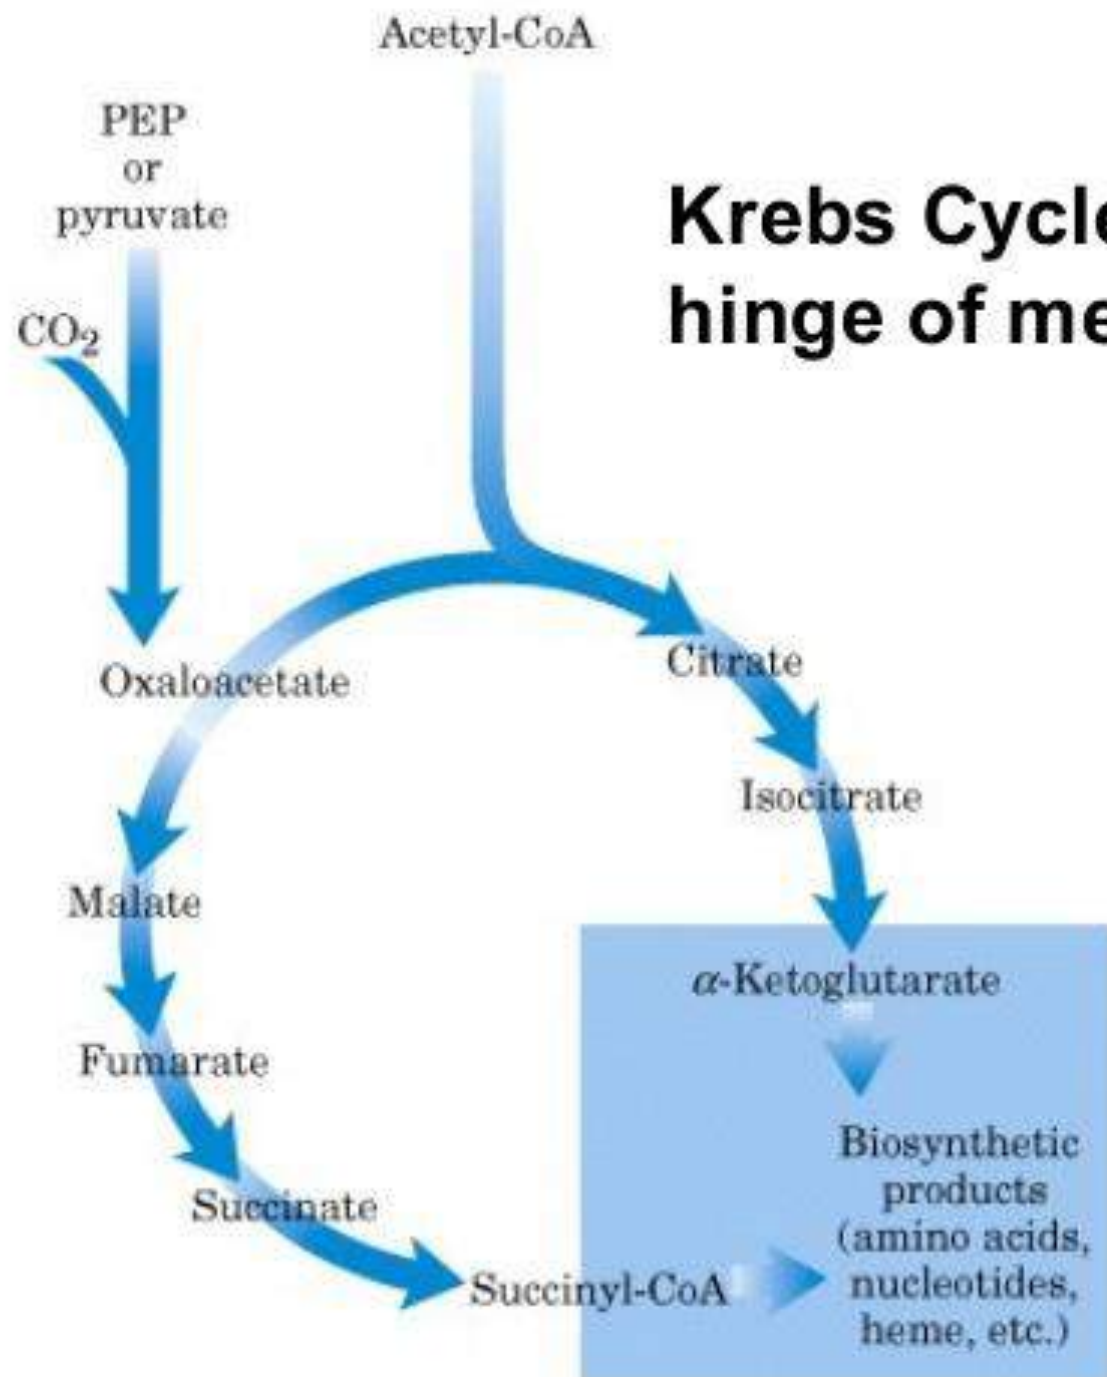 Acetyl-CoA
PEP
or
pyruvate
Krebs Cycle
hinge of me
CO₂
Oxaloacetate
Citrate
Isocitrate
Malate
α-Ketoglutarate
Fumarate
Biosynthetic
products
(amino acids,
nucleotides,
heme, etc.)
Succinate
Succinyl-CoA